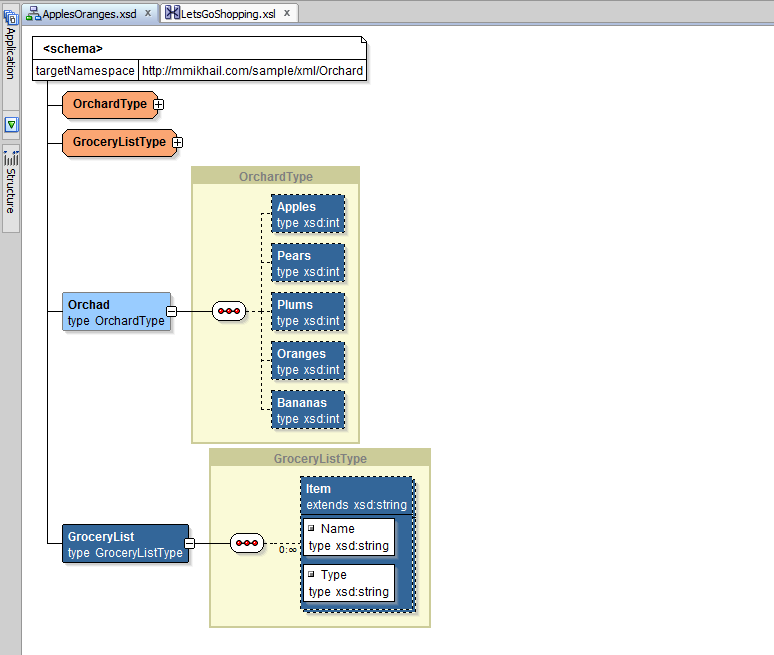 ApplesOranges.xsd x LetsGoShopping.xsl x
Application
Structure
<schema>
targetNamespace http://mmikhail.com/sample/xml/Orchard
OrchardType
GroceryListType
OrchardType
Apples
type xsd:int
Pears
type xsd:int
Plums
type xsd:int
Oranges
type xsd:int
Bananas
type xsd:int
Orchad
type OrchardType
GroceryListType
Item
extends xsd:string
Name
type xsd:string
Type
type xsd:string
0:∞
GroceryList
type GroceryListType